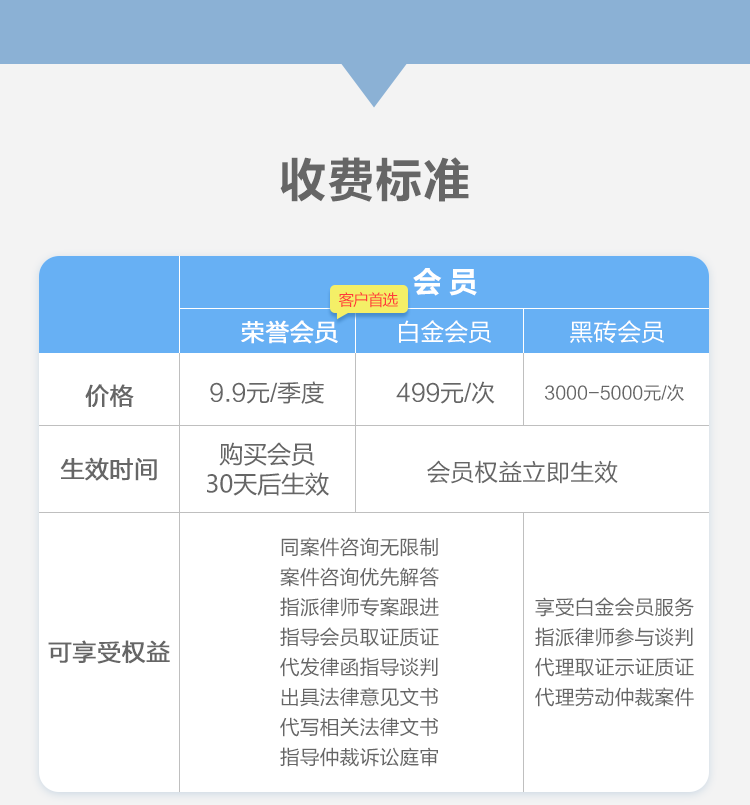 收费标准
会员
客户首选
荣誉会员
白金会员
黑砖会员
价格
9.9元/季度
499元/次
3000-5000元/次
生效时间
购买会员
30天后生效
会员权益立即生效
可享受权益
同案件咨询无限制
案件咨询优先解答
指派律师专案跟进
指导会员取证质证
代发律函指导谈判
出具法律意见文书
代写相关法律文书
指导仲裁诉讼庭审
享受白金会员服务
指派律师参与谈判
代理取证示证质证
代理劳动仲裁案件